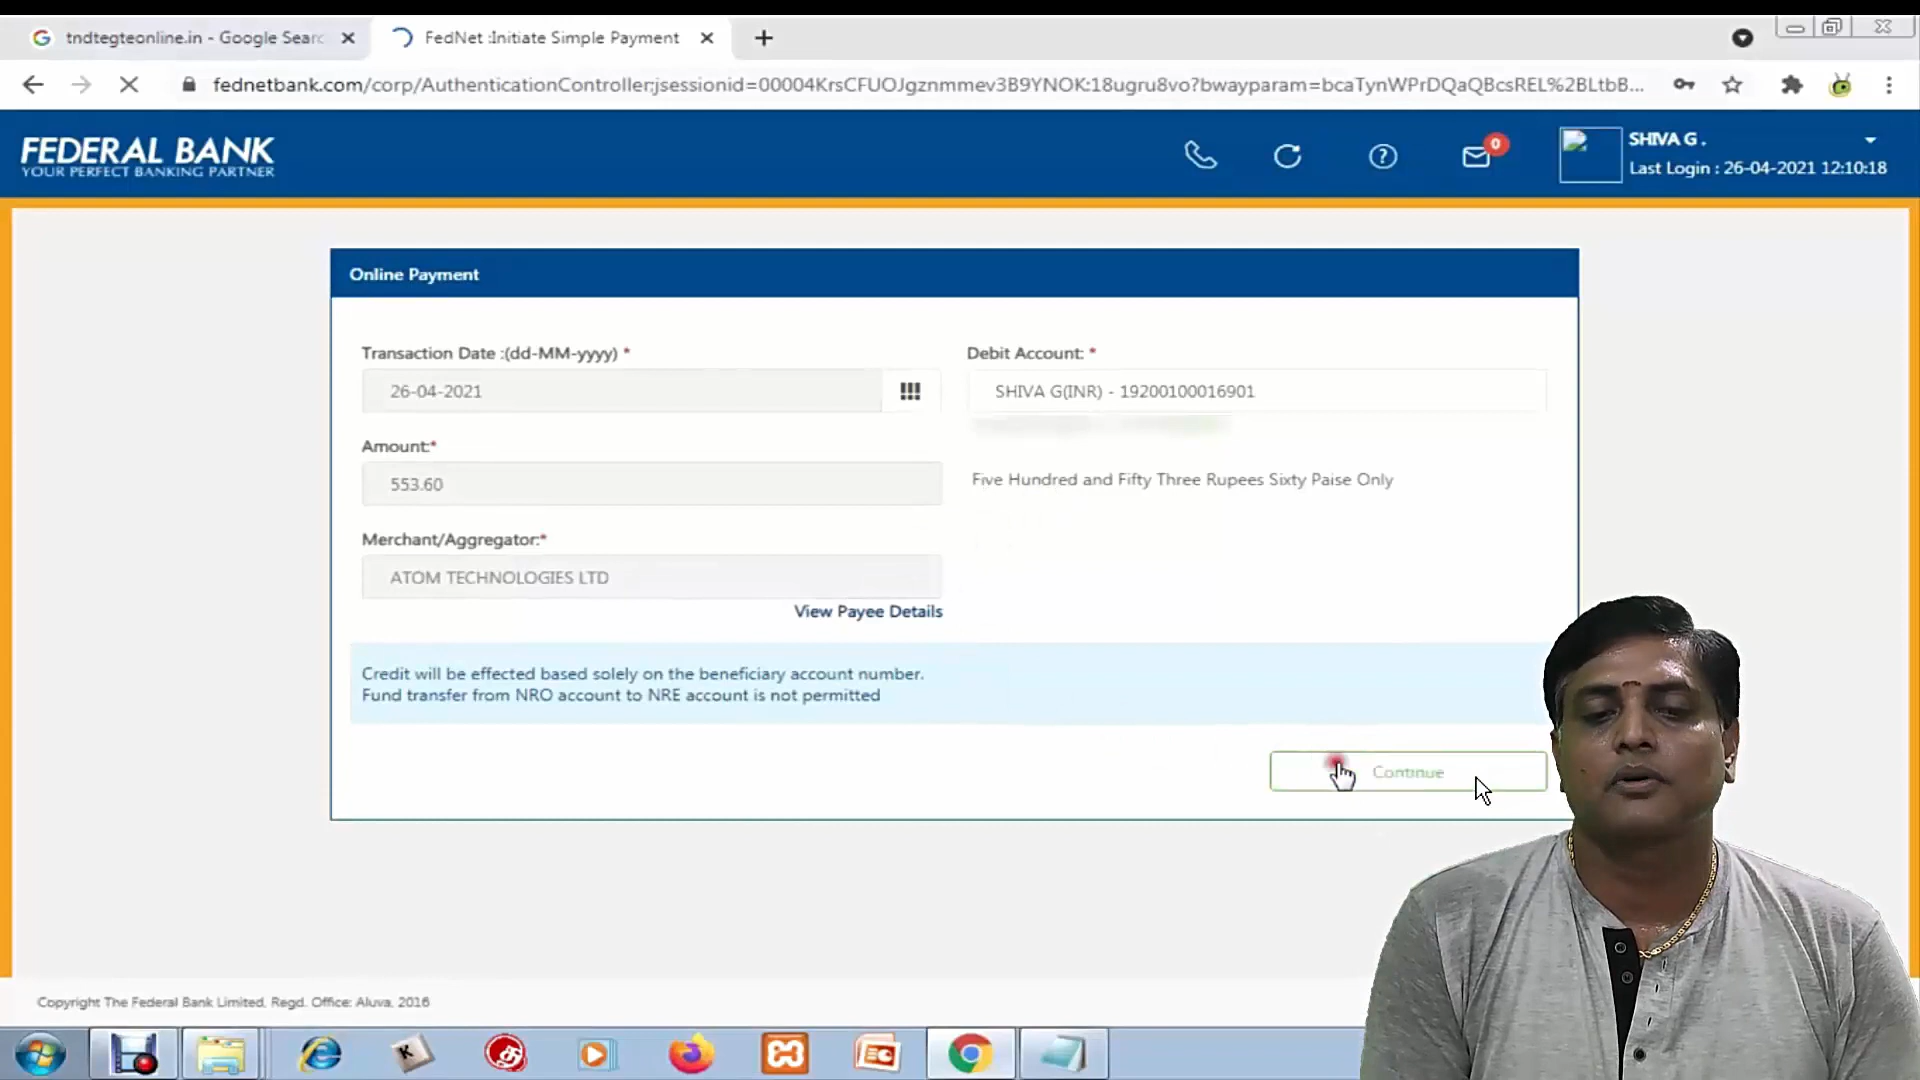 tndtegteonline.in - Google Searc
FedNet :Initiate Simple Payment
fednetbank.com/corp/AuthenticationController;jsessionid=00004KrsCFUOJgznmmev3B9YNOK:18ugru8vo?bwayparam=bcaTynWPrDQaQBcsREL%2BLtbB...
FEDERAL BANK
YOUR PERFECT BANKING PARTNER
0
SHIVA G .
Last Login : 26-04-2021 12:10:18
Online Payment
Transaction Date :(dd-MM-yyyy) *
Debit Account: *
26-04-2021
SHIVA G(INR) - 19200100016901
Amount:*
553.60
Five Hundred and Fifty Three Rupees Sixty Paise Only
Merchant/Aggregator:*
ATOM TECHNOLOGIES LTD
View Payee Details
Credit will be effected based solely on the beneficiary account number.
Fund transfer from NRO account to NRE account is not permitted
Continue
Copyright The Federal Bank Limited, Regd. Office: Aluva, 2016